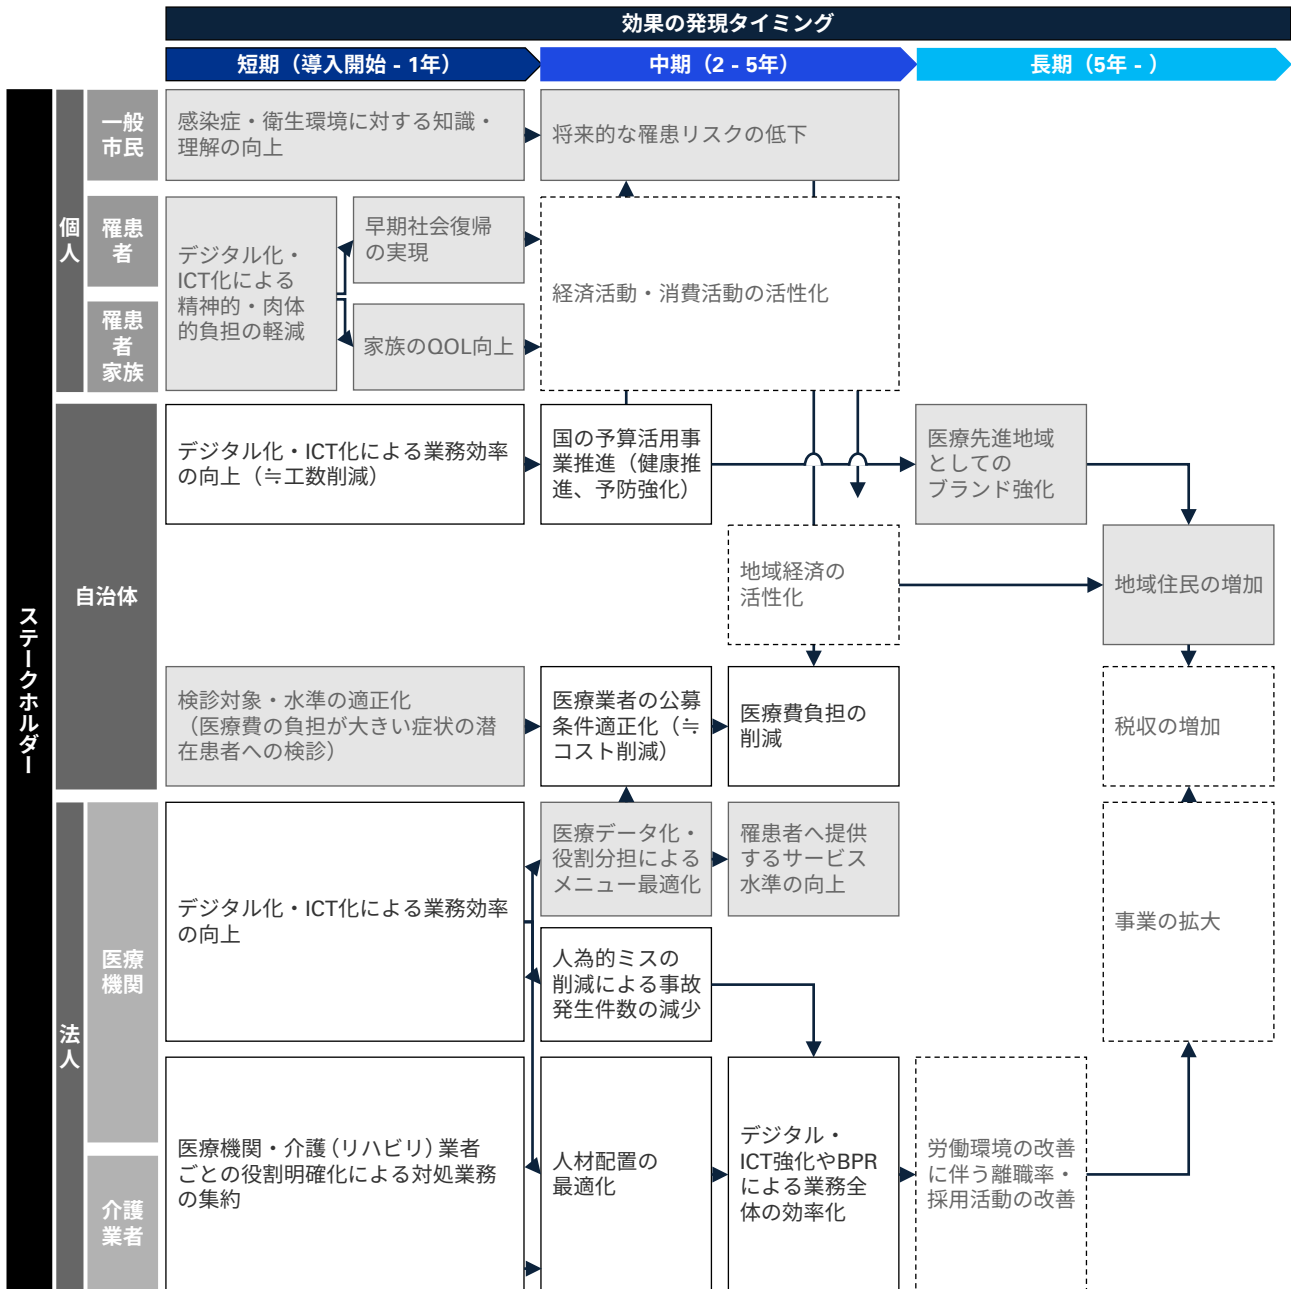 効果の発現タイミング
短期（導入開始 - 1年）
中期（2 - 5年）
長期（5年 - ）
ステークホルダー
個人
一般
市民
感染症・衛生環境に対する知識・
理解の向上
将来的な罹患リスクの低下
罹患
者
罹患
者
家族
デジタル化・
ICT化による
精神的・肉体
的負担の軽減
早期社会復帰
の実現
家族のQOL向上
経済活動・消費活動の活性化
自治体
デジタル化・ICT化による業務効率
の向上（≒工数削減）
国の予算活用事
業推進（健康推
進、予防強化）
医療先進地域
としての
ブランド強化
地域経済の
活性化
地域住民の増加
検診対象・水準の適正化
（医療費の負担が大きい症状の潜
在患者への検診）
医療業者の公募
条件適正化（≒
コスト削減）
医療費負担の
削減
税収の増加
法人
医療
機関
デジタル化・ICT化による業務効率
の向上
医療データ化・
役割分担による
メニュー最適化
罹患者へ提供
するサービス
水準の向上
人為的ミスの
削減による事故
発生件数の減少
事業の拡大
介護
業者
医療機関・介護（リハビリ）業者
ごとの役割明確化による対処業務
の集約
人材配置の
最適化
デジタル・
ICT強化やBPR
による業務全
体の効率化
労働環境の改善
に伴う離職率・
採用活動の改善